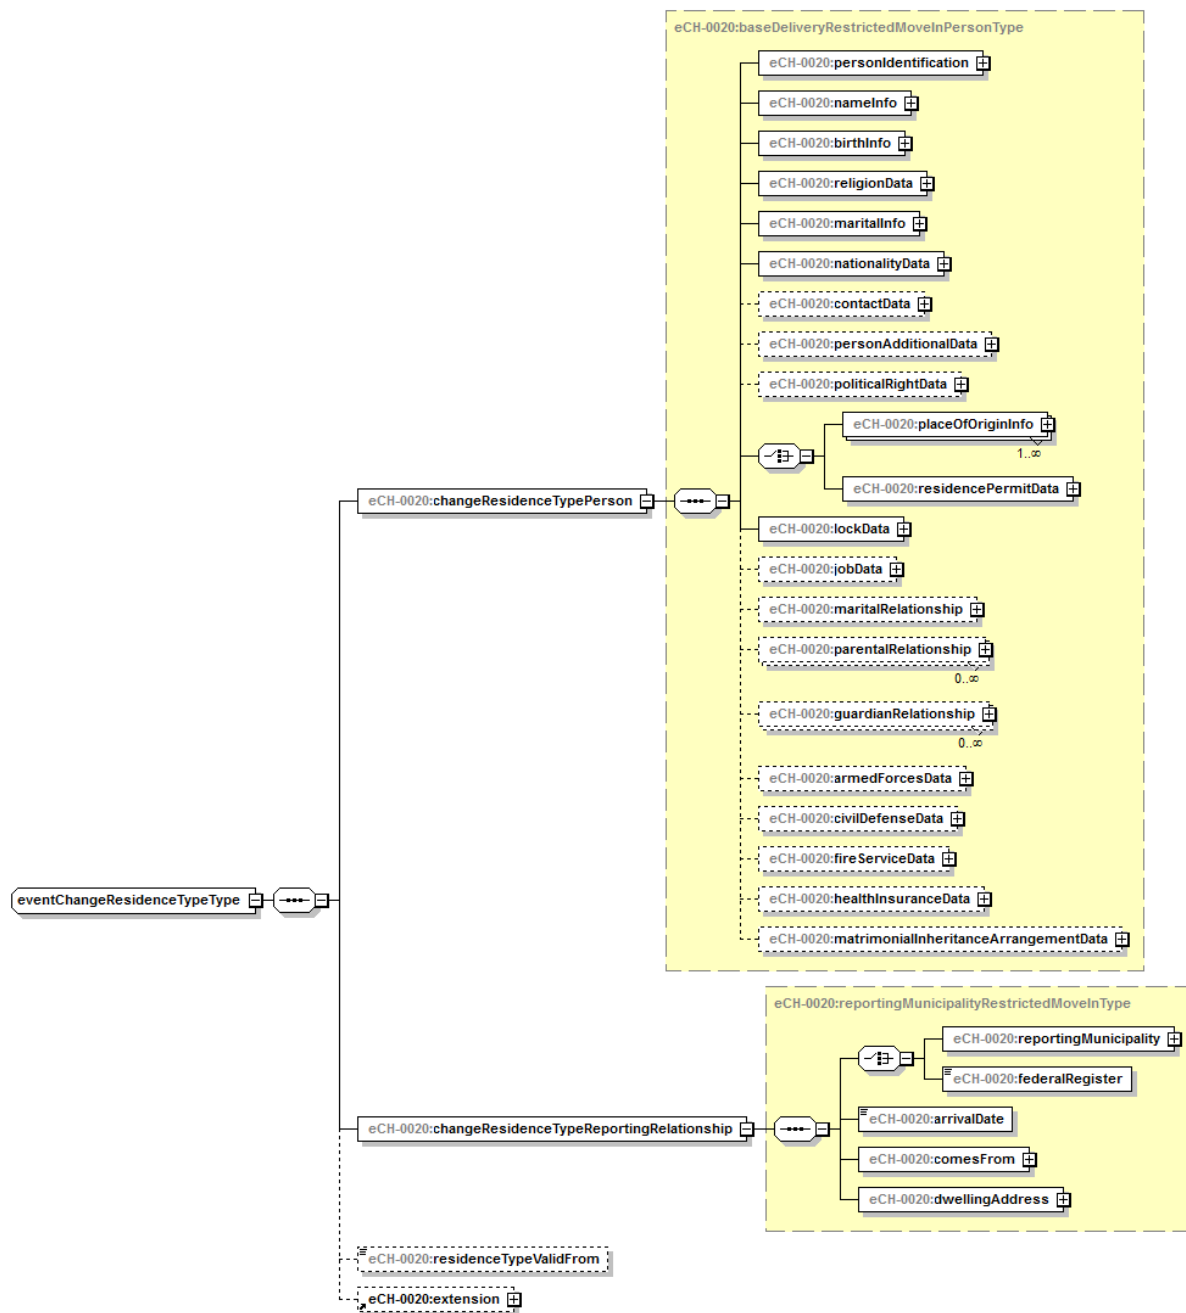 eCH-0020:baseDeliveryRestrictedMoveInPersonType
eCH-0020:personIdentification
eCH-0020:nameInfo
eCH-0020:birthInfo
eCH-0020:religionData
eCH-0020:maritalInfo
eCH-0020:nationalityData
eCH-0020:contactData
eCH-0020:personAdditionalData
eCH-0020:politicalRightData
eCH-0020:placeOfOriginInfo
1..∞
eCH-0020:residencePermitData
eCH-0020:changeResidenceTypePerson
eCH-0020:lockData
eCH-0020:jobData
eCH-0020:maritalRelationship
eCH-0020:parentalRelationship
0..∞
eCH-0020:guardianRelationship
0..∞
eCH-0020:armedForcesData
eCH-0020:civilDefenseData
eCH-0020:fireServiceData
eCH-0020:healthInsuranceData
eCH-0020:matrimonialInheritanceArrangementData
eventChangeResidenceTypeType
eCH-0020:reportingMunicipalityRestrictedMoveInType
eCH-0020:reportingMunicipality
eCH-0020:federalRegister
eCH-0020:changeResidenceTypeReportingRelationship
eCH-0020:arrivalDate
eCH-0020:comesFrom
eCH-0020:dwellingAddress
eCH-0020:residenceTypeValidFrom
eCH-0020:extension